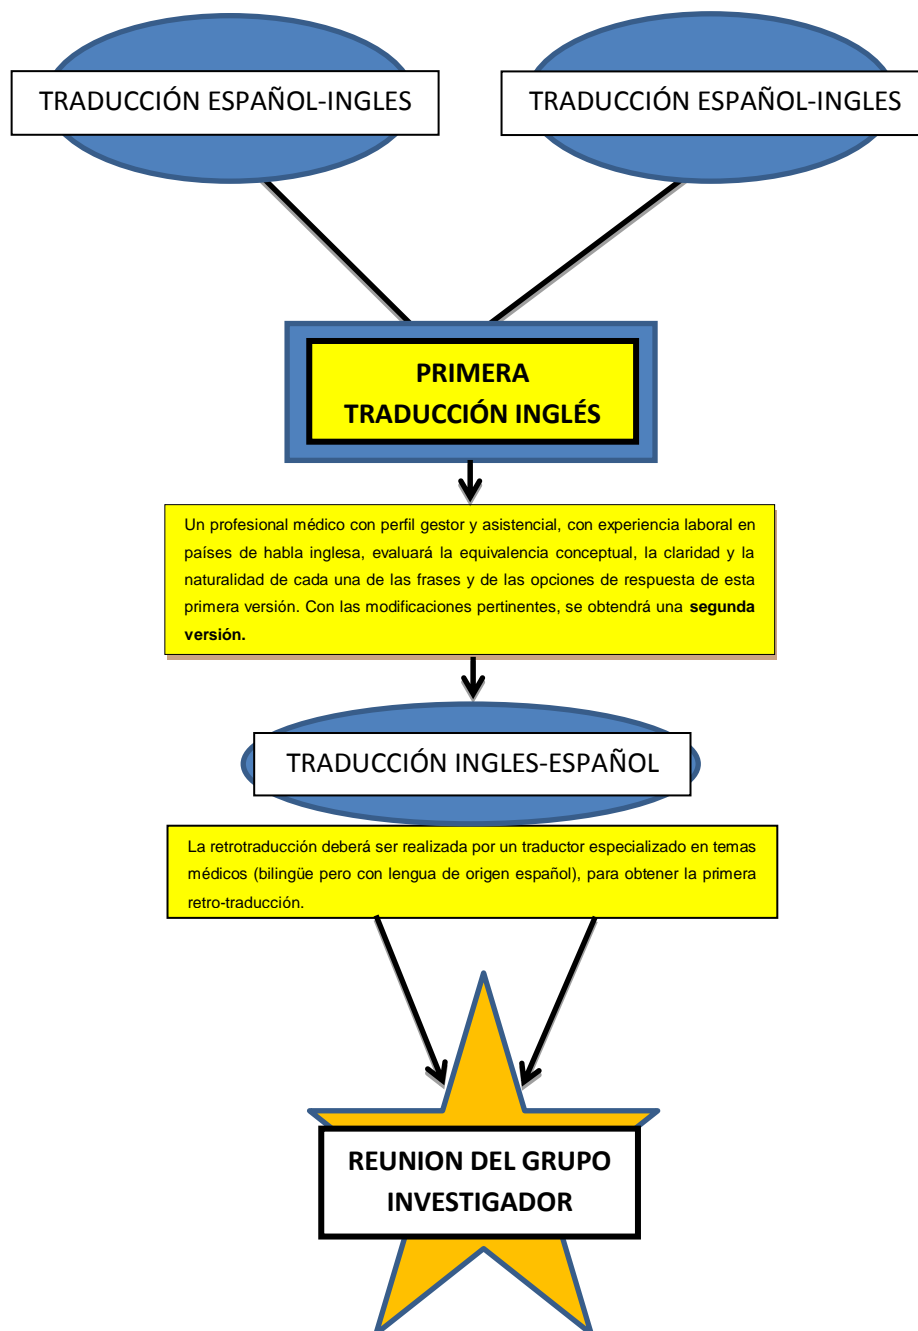 TRADUCCIÓN ESPAÑOL-INGLES
TRADUCCIÓN ESPAÑOL-INGLES
PRIMERA
TRADUCCIÓN INGLÉS
Un profesional médico con perfil gestor y asistencial, con experiencia laboral en
países de habla inglesa, evaluará la equivalencia conceptual, la claridad y la
naturalidad de cada una de las frases y de las opciones de respuesta de esta
primera versión. Con las modificaciones pertinentes, se obtendrá una segunda
versión.
TRADUCCIÓN INGLES-ESPAÑOL
La retrotraducción deberá ser realizada por un traductor especializado en temas
médicos (bilingüe pero con lengua de origen español), para obtener la primera
retro-traducción.
REUNION DEL GRUPO
INVESTIGADOR